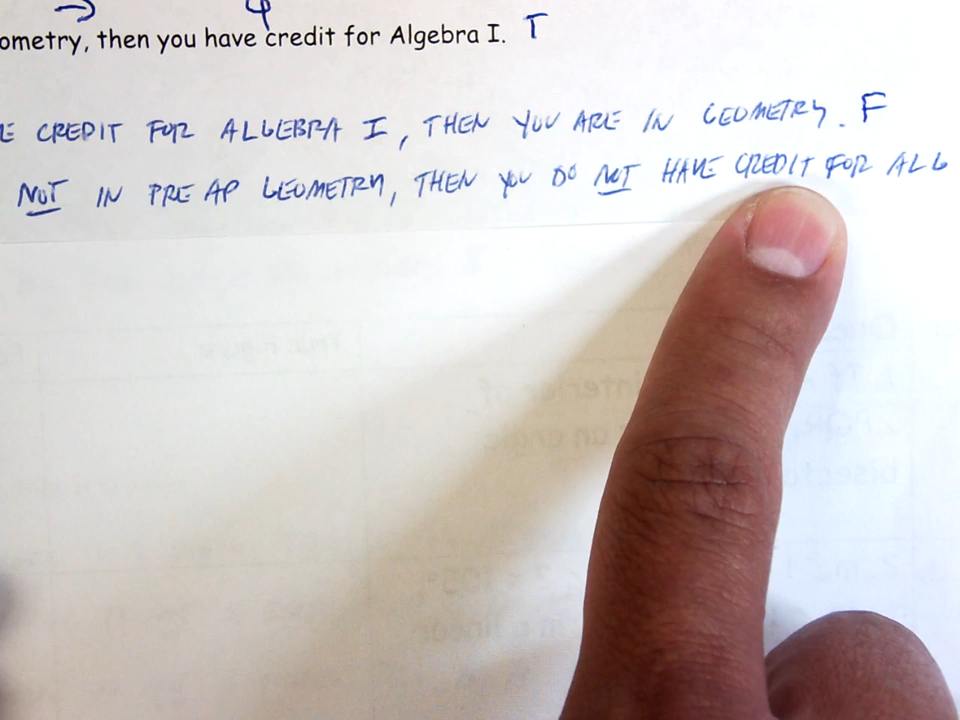 ometry, then you have credit for Algebra I. T
E CREDIT FOR ALGEBRA I, THEN YOU ARE IN GEOMETRY. F
NOT IN PRE AP GEOMETRY, THEN YOU DO NOT HAVE CREDIT FOR ALG